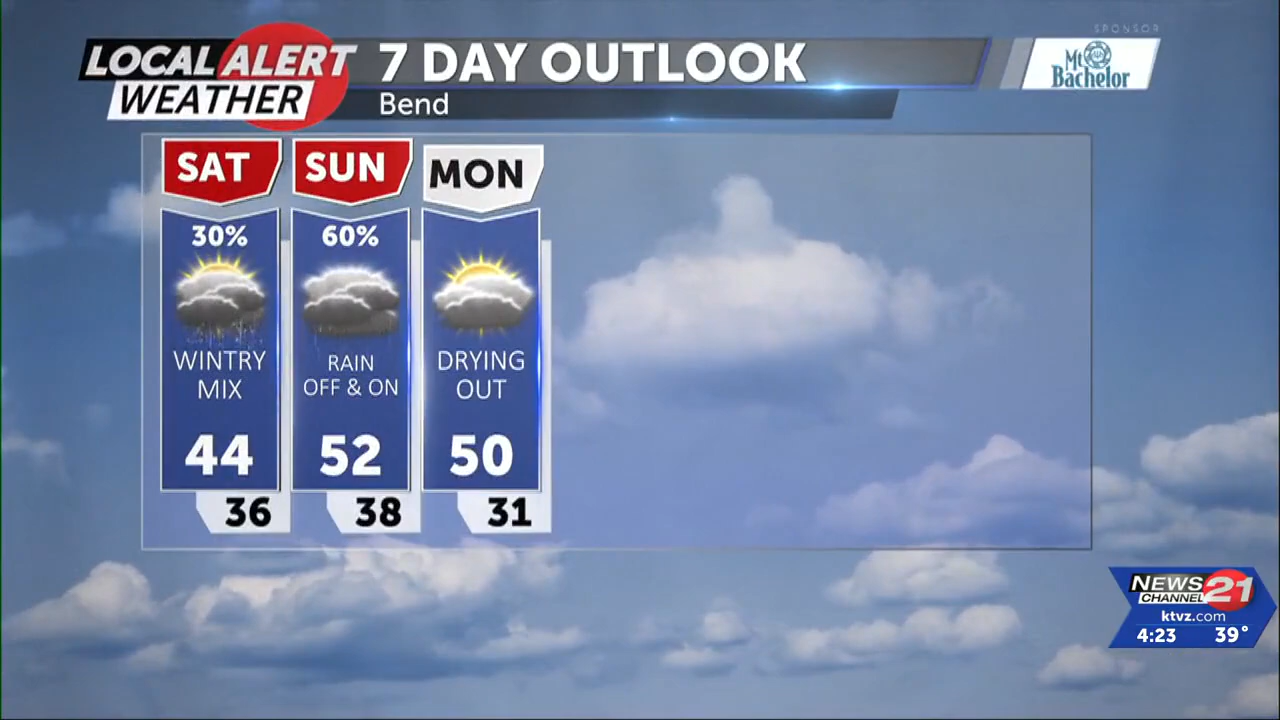 LOCAL ALERT
WEATHER
7 DAY OUTLOOK
Bend
SPONSOR
Mt
Bachelor
SAT
SUN
MON
30%
60%
WINTRY
MIX
RAIN
OFF & ON
DRYING
OUT
44
52
50
36
38
31
NEWS
CHANNEL
21
ktvz.com
4:23
39°